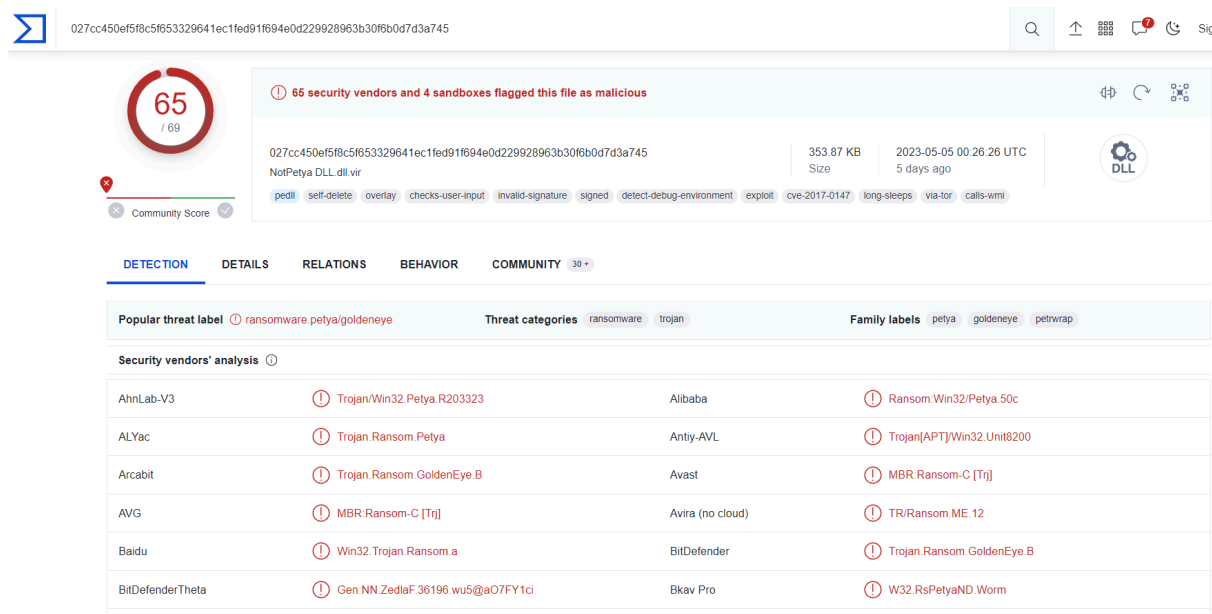 027cc450ef5f8c5f653329641ec1fed91f694e0d229928963b30f6b0d7d3a745
7
Sig
65
/ 69
Community Score
65 security vendors and 4 sandboxes flagged this file as malicious
027cc450ef5f8c5f653329641ec1fed91f694e0d229928963b30f6b0d7d3a745
NotPetya DLL.dll.vir
353.87 KB
Size
2023-05-05 00:26:26 UTC
5 days ago
DLL
pedll self-delete overlay checks-user-input invalid-signature signed detect-debug-environment exploit cve-2017-0147 long-sleeps via-tor calls-wmi
DETECTION DETAILS RELATIONS BEHAVIOR COMMUNITY 30 +
Popular threat label ransomware.petya/goldeneye Threat categories ransomware trojan Family labels petya goldeneye petrwrap
Security vendors' analysis
AhnLab-V3 Trojan/Win32.Petya.R203323 Alibaba Ransom:Win32/Petya.50c
ALYac Trojan.Ransom.Petya Antiy-AVL Trojan[APT]/Win32.Unit8200
Arcabit Trojan.Ransom.GoldenEye.B Avast MBR:Ransom-C [Trj]
AVG MBR:Ransom-C [Trj] Avira (no cloud) TR/Ransom.ME.12
Baidu Win32.Trojan.Ransom.a BitDefender Trojan.Ransom.GoldenEye.B
BitDefenderTheta Gen:NN.ZedlaF.36196.wu5@aO7FY1ci Bkav Pro W32.RsPetyaND.Worm